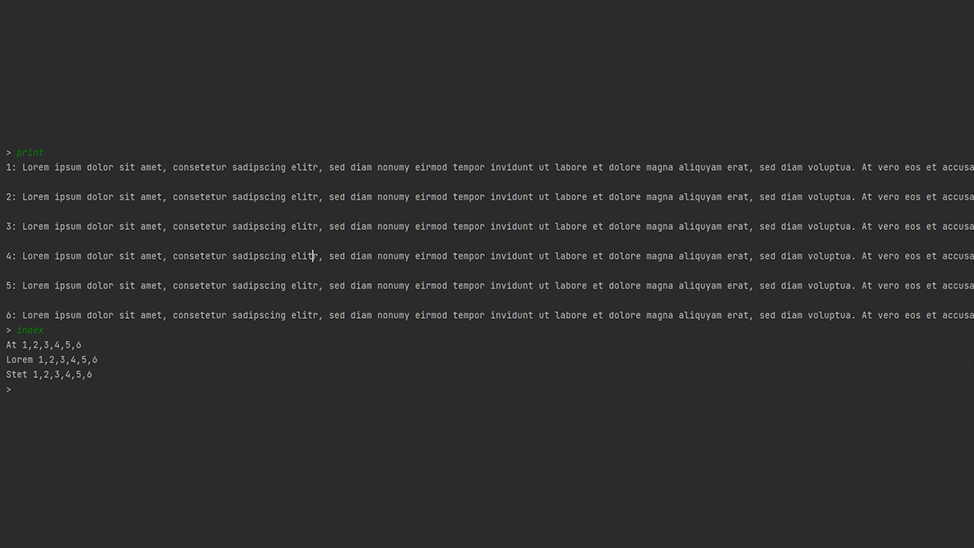 > print
1: Lorem ipsum dolor sit amet, consetetur sadipscing elitr, sed diam nonumy eirmod tempor invidunt ut labore et dolore magna aliquyam erat, sed diam voluptua. At vero eos et accusa
2: Lorem ipsum dolor sit amet, consetetur sadipscing elitr, sed diam nonumy eirmod tempor invidunt ut labore et dolore magna aliquyam erat, sed diam voluptua. At vero eos et accusa
3: Lorem ipsum dolor sit amet, consetetur sadipscing elitr, sed diam nonumy eirmod tempor invidunt ut labore et dolore magna aliquyam erat, sed diam voluptua. At vero eos et accusa
4: Lorem ipsum dolor sit amet, consetetur sadipscing elitr, sed diam nonumy eirmod tempor invidunt ut labore et dolore magna aliquyam erat, sed diam voluptua. At vero eos et accusa
5: Lorem ipsum dolor sit amet, consetetur sadipscing elitr, sed diam nonumy eirmod tempor invidunt ut labore et dolore magna aliquyam erat, sed diam voluptua. At vero eos et accusa
6: Lorem ipsum dolor sit amet, consetetur sadipscing elitr, sed diam nonumy eirmod tempor invidunt ut labore et dolore magna aliquyam erat, sed diam voluptua. At vero eos et accusa
> index
At 1,2,3,4,5,6
Lorem 1,2,3,4,5,6
Stet 1,2,3,4,5,6
>